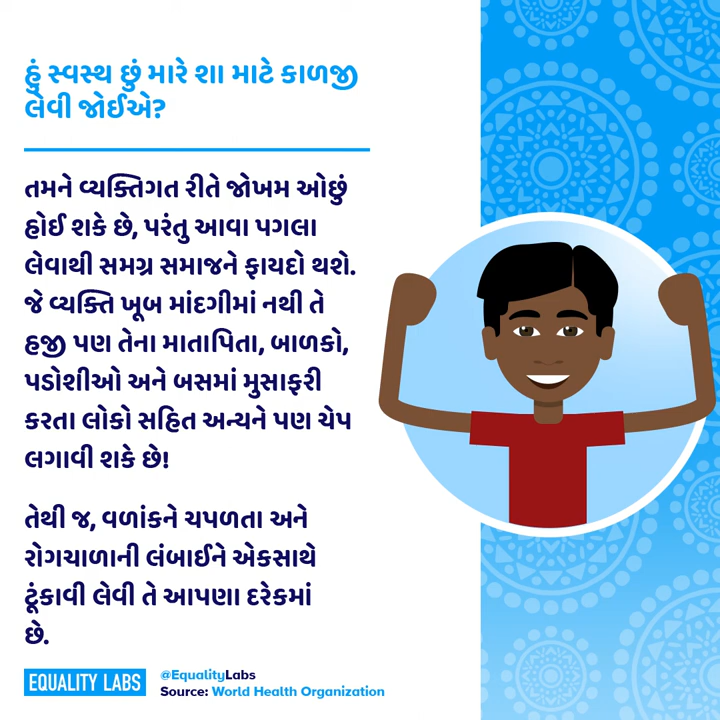 હું સ્વસ્થ છું મારે શા માટે કાળજી
લેવી જોઈએ?
તમને વ્યક્તિગત રીતે જોખમ ઓછું
હોઈ શકે છે, પરંતુ આવા પગલા
લેવાથી સમગ્ર સમાજને ફાયદો થશે.
જે વ્યક્તિ ખૂબ માંદગીમાં નથી તે
હજી પણ તેના માતાપિતા, બાળકો,
પડોશીઓ અને બસમાં મુસાફરી
કરતા લોકો સહિત અન્યને પણ ચેપ
લગાવી શકે છે!
તેથી જ, વળાંકને ચપળતા અને
રોગચાળાની લંબાઈને એકસાથે
ટૂંકાવી લેવી તે આપણા દરેકમાં
છે.
EQUALITY LABS
@EqualityLabs
Source: World Health Organization